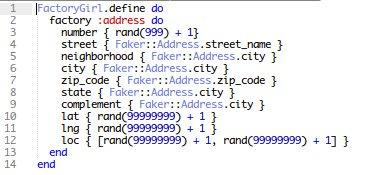 1 FactoryGirl.define do
2 factory :address do
3 number { rand(999) + 1}
4 street { Faker::Address.street_name }
5 neighborhood { Faker::Address.city }
6 city { Faker::Address.city }
7 zip_code { Faker::Address.zip_code }
8 state { Faker::Address.city }
9 complement { Faker::Address.city }
10 lat { rand(99999999) + 1 }
11 lng { rand(99999999) + 1 }
12 loc { [rand(99999999) + 1, rand(99999999) + 1] }
13 end
14 end